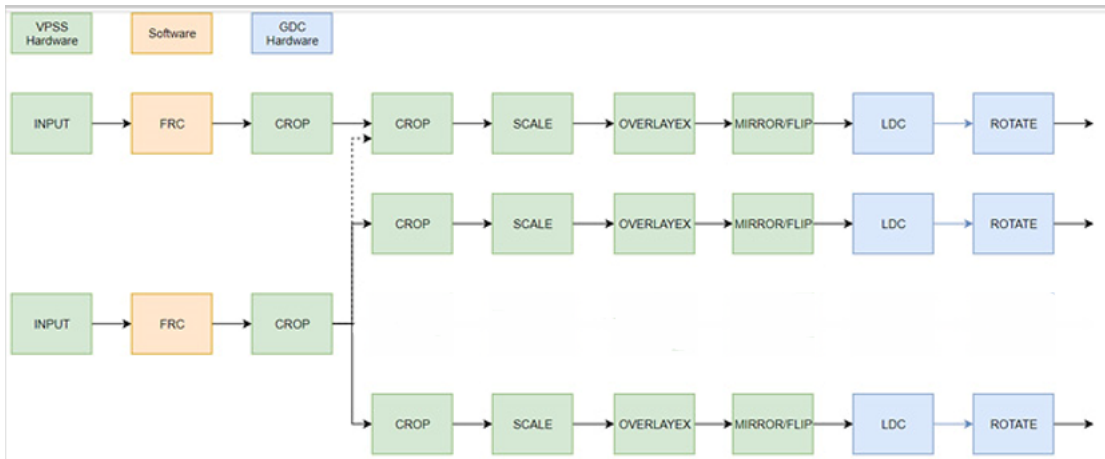 VPSS
Hardware
Software
GDC
Hardware
INPUT
FRC
CROP
CROP
SCALE
OVERLAYEX
MIRROR/FLIP
LDC
ROTATE
CROP
SCALE
OVERLAYEX
MIRROR/FLIP
LDC
ROTATE
INPUT
FRC
CROP
CROP
SCALE
OVERLAYEX
MIRROR/FLIP
LDC
ROTATE